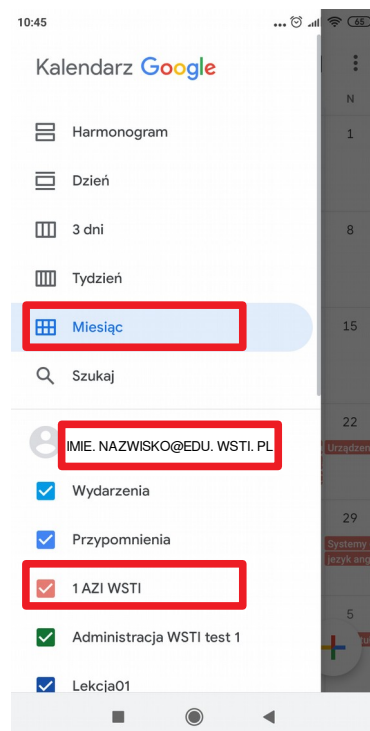 10:45
65
Kalendarz Google
N
Harmonogram
1
Dzień
3 dni
8
Tydzień
Miesiąc
15
Szukaj
22
IMIE. NAZWISKO@EDU. WSTI. PL
Urządzen
Wydarzenia
29
Przypomnienia
Systemy
język ang
1 AZI WSTI
5
Administracja WSTI test 1
Lekcja01